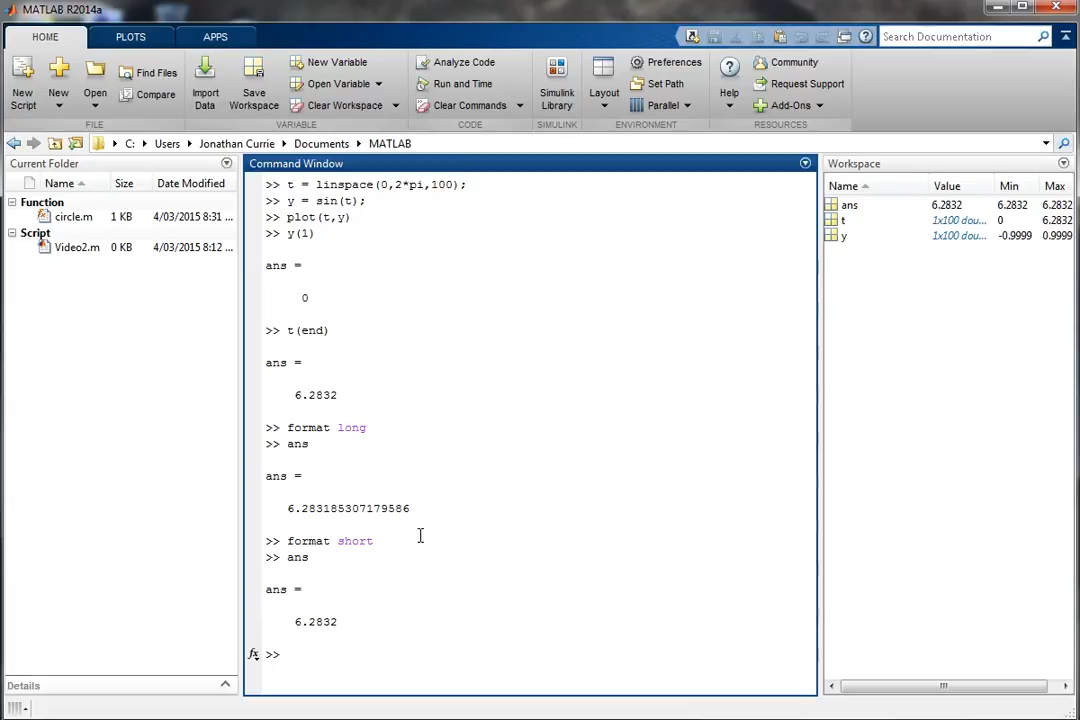 MATLAB R2014a
HOME PLOTS APPS Search Documentation
New Script New Open Find Files Compare Import Data Save Workspace New Variable Open Variable Clear Workspace Analyze Code Run and Time Clear Commands Simulink Library Layout Preferences Set Path Parallel Help Community Request Support Add-Ons
FILE VARIABLE CODE SIMULINK ENVIRONMENT RESOURCES
C: Users Jonathan Currie Documents MATLAB
Current Folder
Name Size Date Modified
Function
circle.m 1 KB 4/03/2015 8:31 ...
Script
Video2.m 0 KB 4/03/2015 8:12 ...
Details
Command Window
>> t = linspace(0,2*pi,100);
>> y = sin(t);
>> plot(t,y)
>> y(1)
ans =
0
>> t(end)
ans =
6.2832
>> format long
>> ans
ans =
6.283185307179586
>> format short
>> ans
ans =
6.2832
fx >>
Workspace
Name Value Min Max
ans 6.2832 6.2832 6.2832
t 1x100 dou... 0 6.2832
y 1x100 dou... -0.9999 0.9999